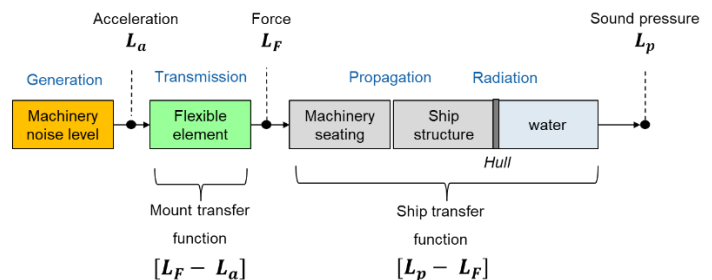 Acceleration
Force
Sound pressure
L_a
L_F
L_p
Generation
Transmission
Propagation
Radiation
Machinery
noise level
Flexible
element
Machinery
seating
Ship
structure
water
Hull
Mount transfer
function
[L_F − L_a]
Ship transfer
function
[L_p − L_F]